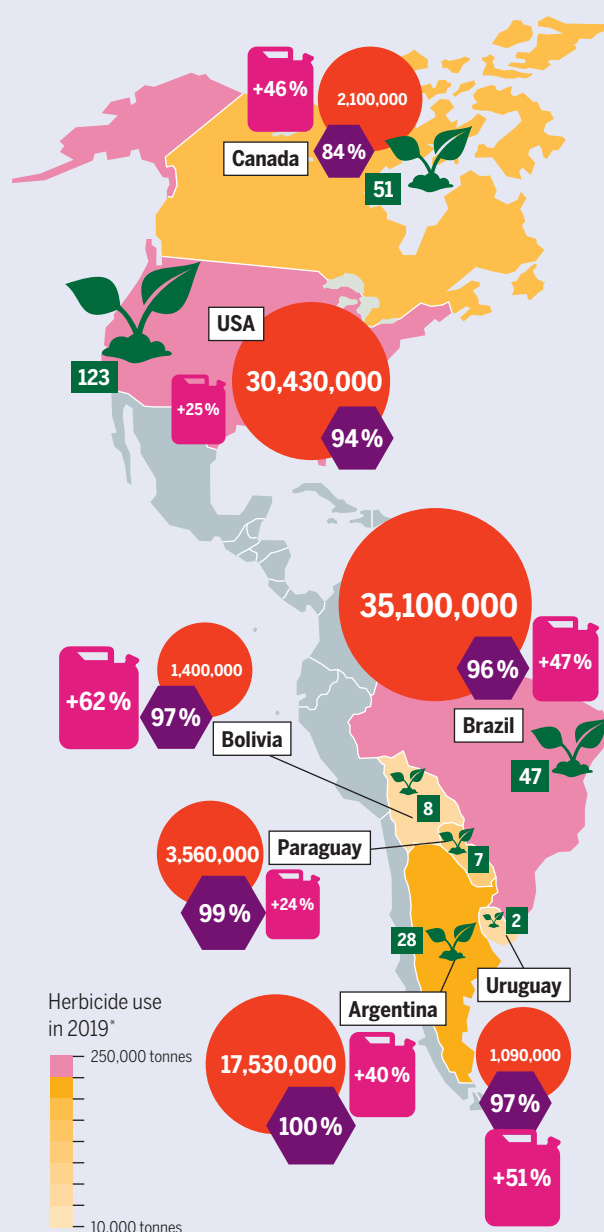 +46 %
2,100,000
Canada
84 %
51
USA
123
30,430,000
+25 %
94 %
35,100,000
96 %
+47 %
Brazil
47
1,400,000
+62 %
97 %
Bolivia
8
3,560,000
Paraguay
7
99 %
+24 %
2
28
Uruguay
Argentina
Herbicide use
in 2019*
250,000 tonnes
10,000 tonnes
17,530,000
+40 %
100 %
1,090,000
97 %
+51 %